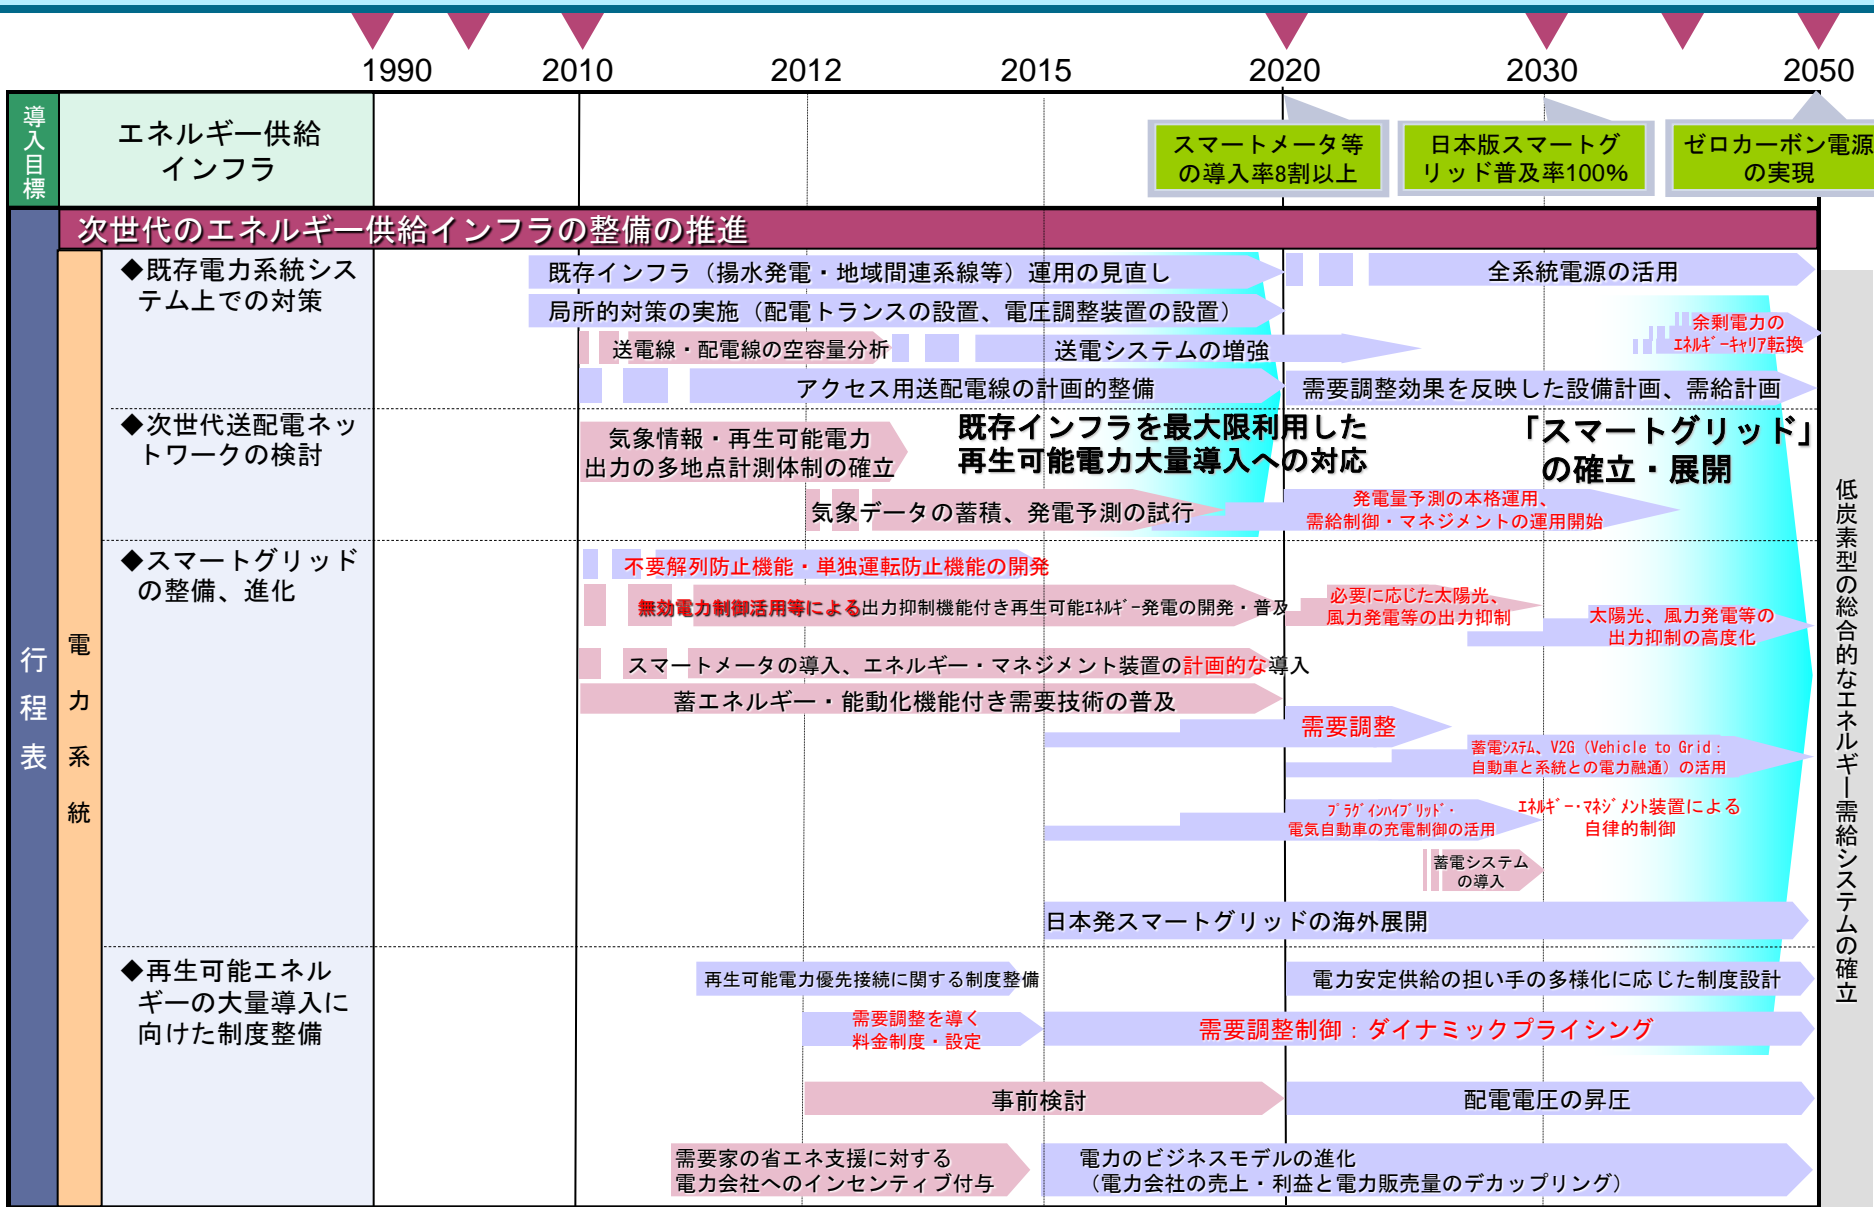 1990
2010
2012
2015
2020
2030
2050
導入目標
エネルギー供給
インフラ
スマートメータ等
の導入率8割以上
日本版スマートグ
リッド普及率100%
ゼロカーボン電源
の実現
行程表
次世代のエネルギー供給インフラの整備の推進
電力系統
◆既存電力系統シス
テム上での対策
既存インフラ（揚水発電・地域間連系線等）運用の見直し
全系統電源の活用
局所的対策の実施（配電トランスの設置、電圧調整装置の設置）
送電線・配電線の空容量分析
送電システムの増強
余剰電力の
エネルギーキャリア転換
アクセス用送配電線の計画的整備
需要調整効果を反映した設備計画、需給計画
◆次世代送配電ネッ
トワークの検討
気象情報・再生可能電力
出力の多地点計測体制の確立
既存インフラを最大限利用した
再生可能電力大量導入への対応
「スマートグリッド」
の確立・展開
気象データの蓄積、発電予測の試行
発電量予測の本格運用、
需給制御・マネジメントの運用開始
◆スマートグリッド
の整備、進化
不要解列防止機能・単独運転防止機能の開発
無効電力制御活用等による出力抑制機能付き再生可能エネルギー発電の開発・普及
必要に応じた太陽光、
風力発電等の出力抑制
太陽光、風力発電等の
出力抑制の高度化
スマートメータの導入、エネルギー・マネジメント装置の計画的な導入
蓄エネルギー・能動化機能付き需要技術の普及
需要調整
蓄電システム、V2G（Vehicle to Grid：
自動車と系統との電力融通）の活用
プラグインハイブリッド・
電気自動車の充電制御の活用
エネルギー・マネジメント装置による
自律的制御
蓄電システム
の導入
日本発スマートグリッドの海外展開
◆再生可能エネル
ギーの大量導入に
向けた制度整備
再生可能電力優先接続に関する制度整備
電力安定供給の担い手の多様化に応じた制度設計
需要調整を導く
料金制度・設定
需要調整制御：ダイナミックプライシング
事前検討
配電電圧の昇圧
需要家の省エネ支援に対する
電力会社へのインセンティブ付与
電力のビジネスモデルの進化
（電力会社の売上・利益と電力販売量のデカップリング）
低炭素型の総合的なエネルギー需給システムの確立